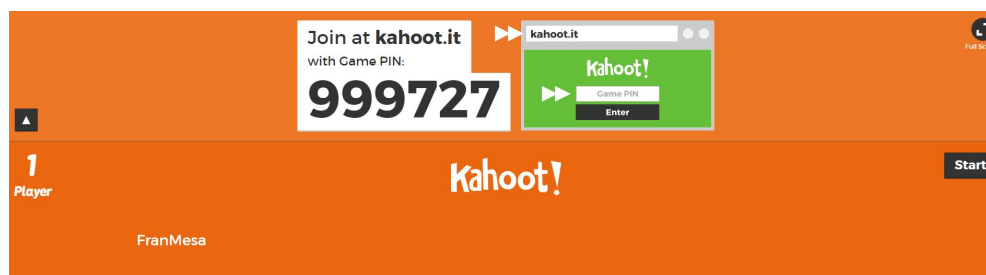 Join at kahoot.it
with Game PIN:
999727
kahoot.it
Kahoot!
Game PIN
Enter
▲
1
Player
Kahoot!
Start
FranMesa